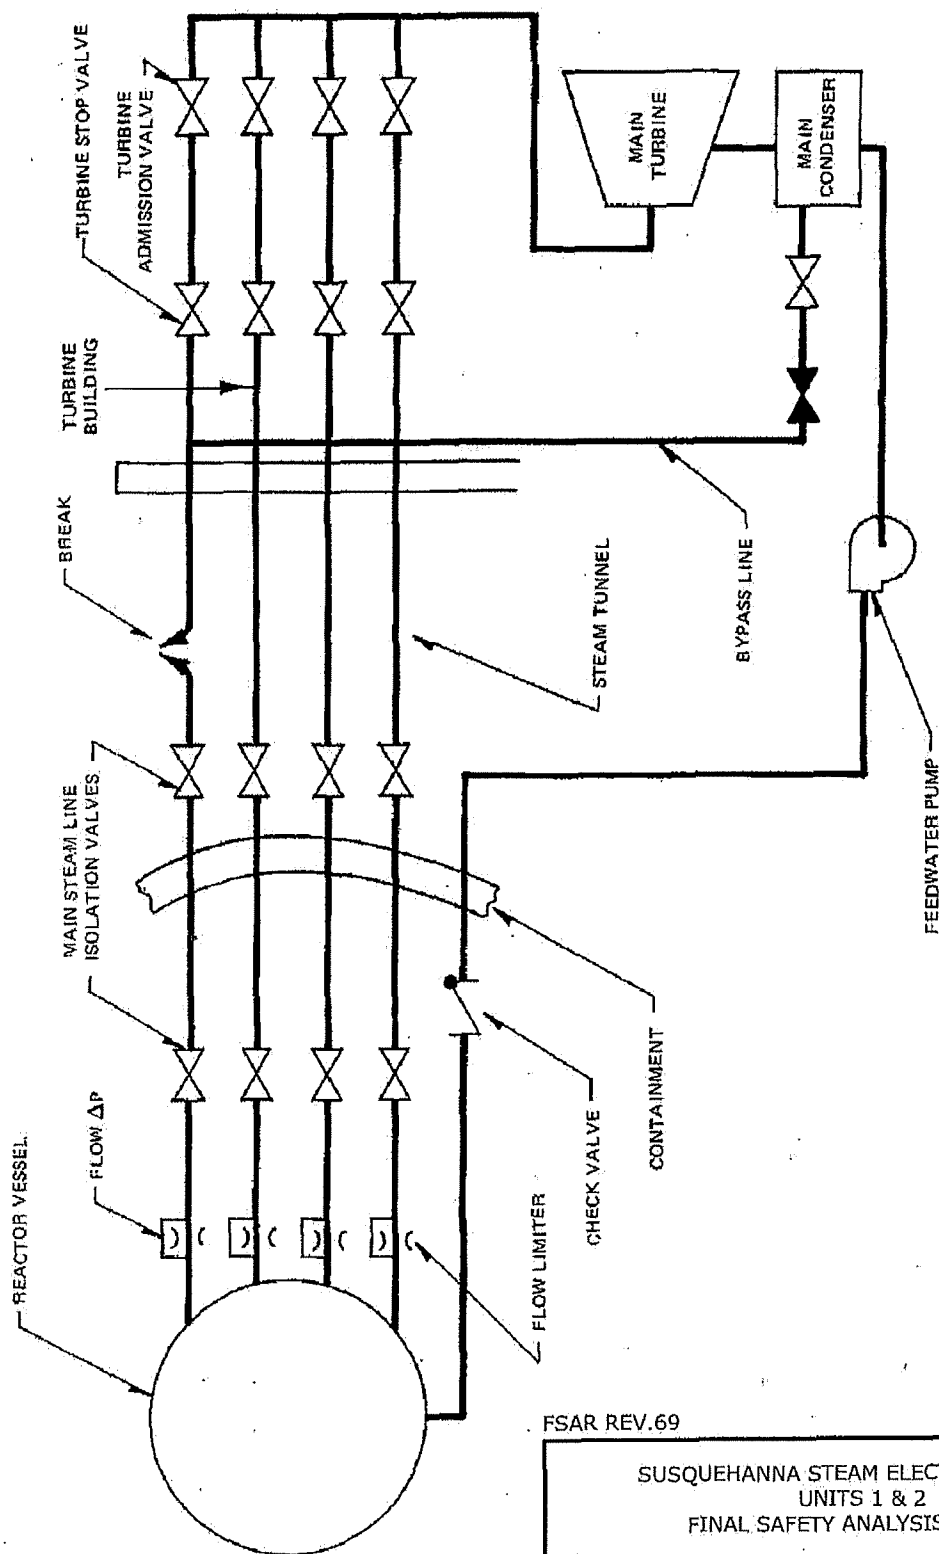 REACTOR VESSEL
FLOW ΔP
MAIN STEAM LINE
ISOLATION VALVES
BREAK
TURBINE
BUILDING
TURBINE STOP VALVE
TURBINE
ADMISSION VALVE
FLOW LIMITER
CHECK VALVE
CONTAINMENT
STEAM TUNNEL
BYPASS LINE
MAIN
TURBINE
MAIN
CONDENSER
FEEDWATER PUMP
FSAR REV.69
SUSQUEHANNA STEAM ELEC
UNITS 1 & 2
FINAL SAFETY ANALYSIS